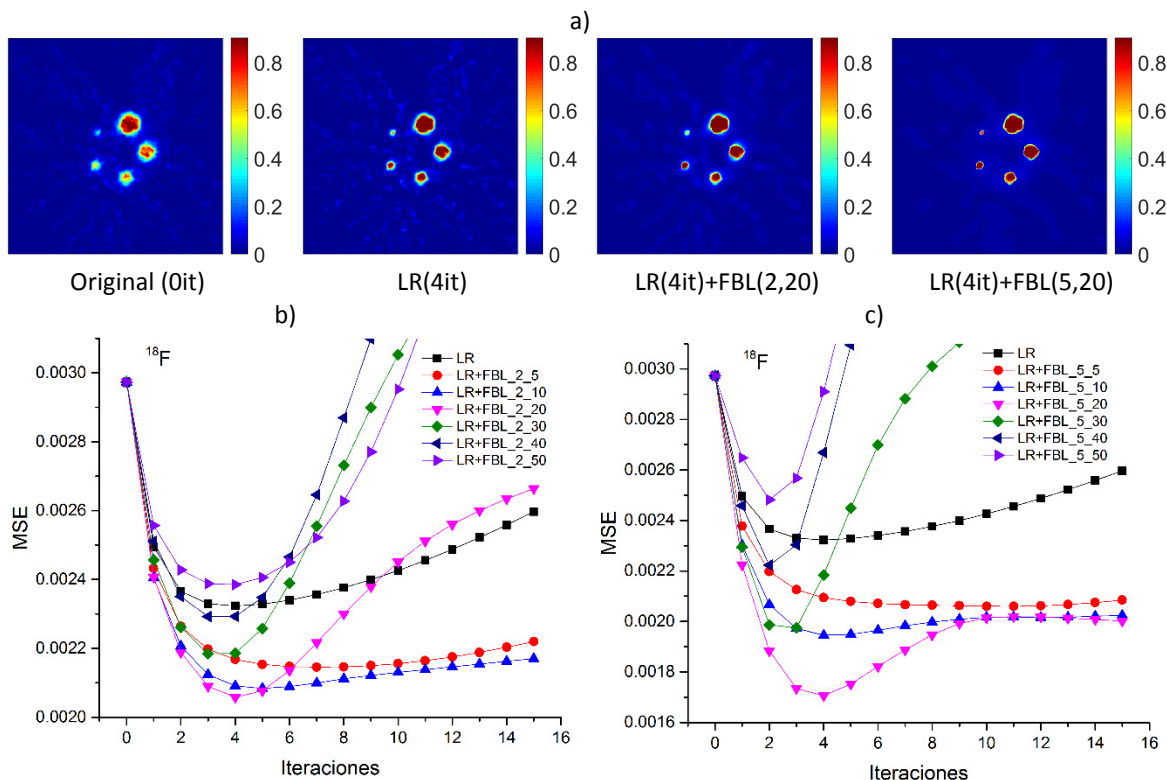 a)
0.8
0.6
0.4
0.2
0
0.8
0.6
0.4
0.2
0
0.8
0.6
0.4
0.2
0
0.8
0.6
0.4
0.2
0
Original (0it)
LR(4it)
LR(4it)+FBL(2,20)
LR(4it)+FBL(5,20)
b)
18F
LR
LR+FBL_2_5
LR+FBL_2_10
LR+FBL_2_20
LR+FBL_2_30
LR+FBL_2_40
LR+FBL_2_50
0.0030
0.0028
0.0026
0.0024
0.0022
0.0020
MSE
0 2 4 6 8 10 12 14 16
Iteraciones
c)
18F
LR
LR+FBL_5_5
LR+FBL_5_10
LR+FBL_5_20
LR+FBL_5_30
LR+FBL_5_40
LR+FBL_5_50
0.0030
0.0028
0.0026
0.0024
0.0022
0.0020
0.0018
0.0016
MSE
0 2 4 6 8 10 12 14 16
Iteraciones